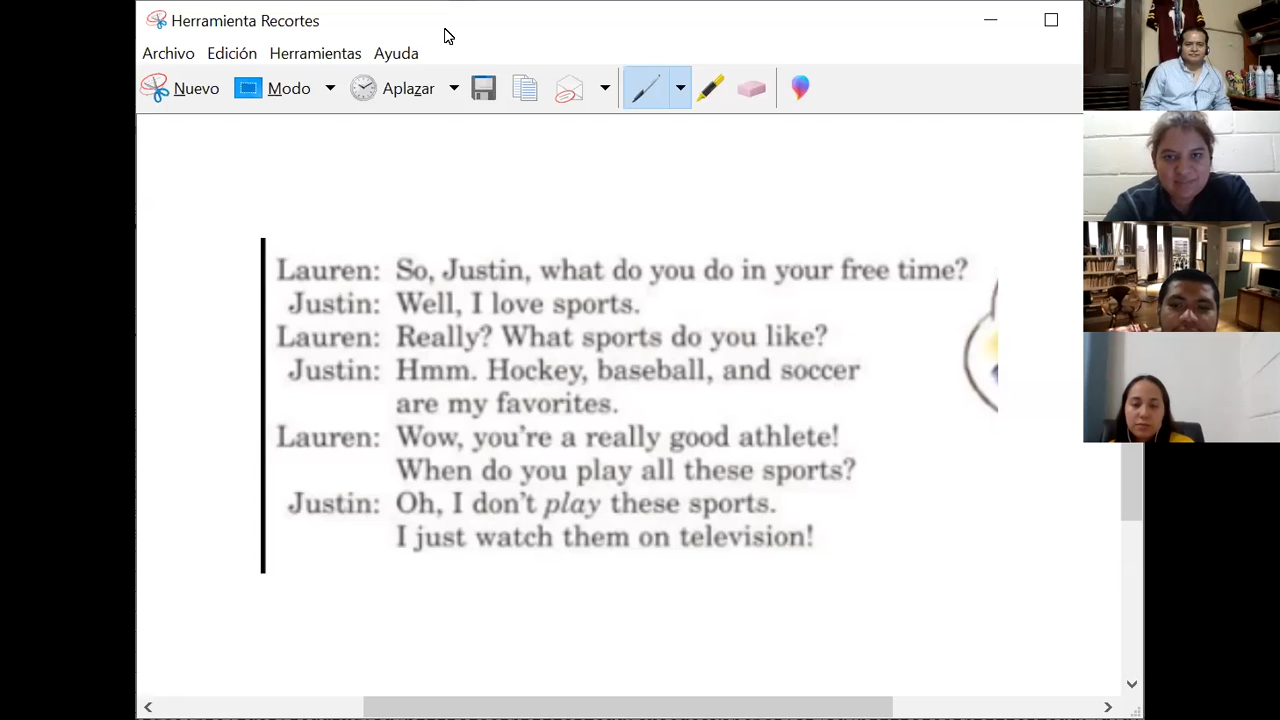 Herramienta Recortes
Archivo Edición Herramientas Ayuda
Nuevo Modo Aplazar
Lauren: So, Justin, what do you do in your free time?
Justin: Well, I love sports.
Lauren: Really? What sports do you like?
Justin: Hmm. Hockey, baseball, and soccer
are my favorites.
Lauren: Wow, you're a really good athlete!
When do you play all these sports?
Justin: Oh, I don't play these sports.
I just watch them on television!